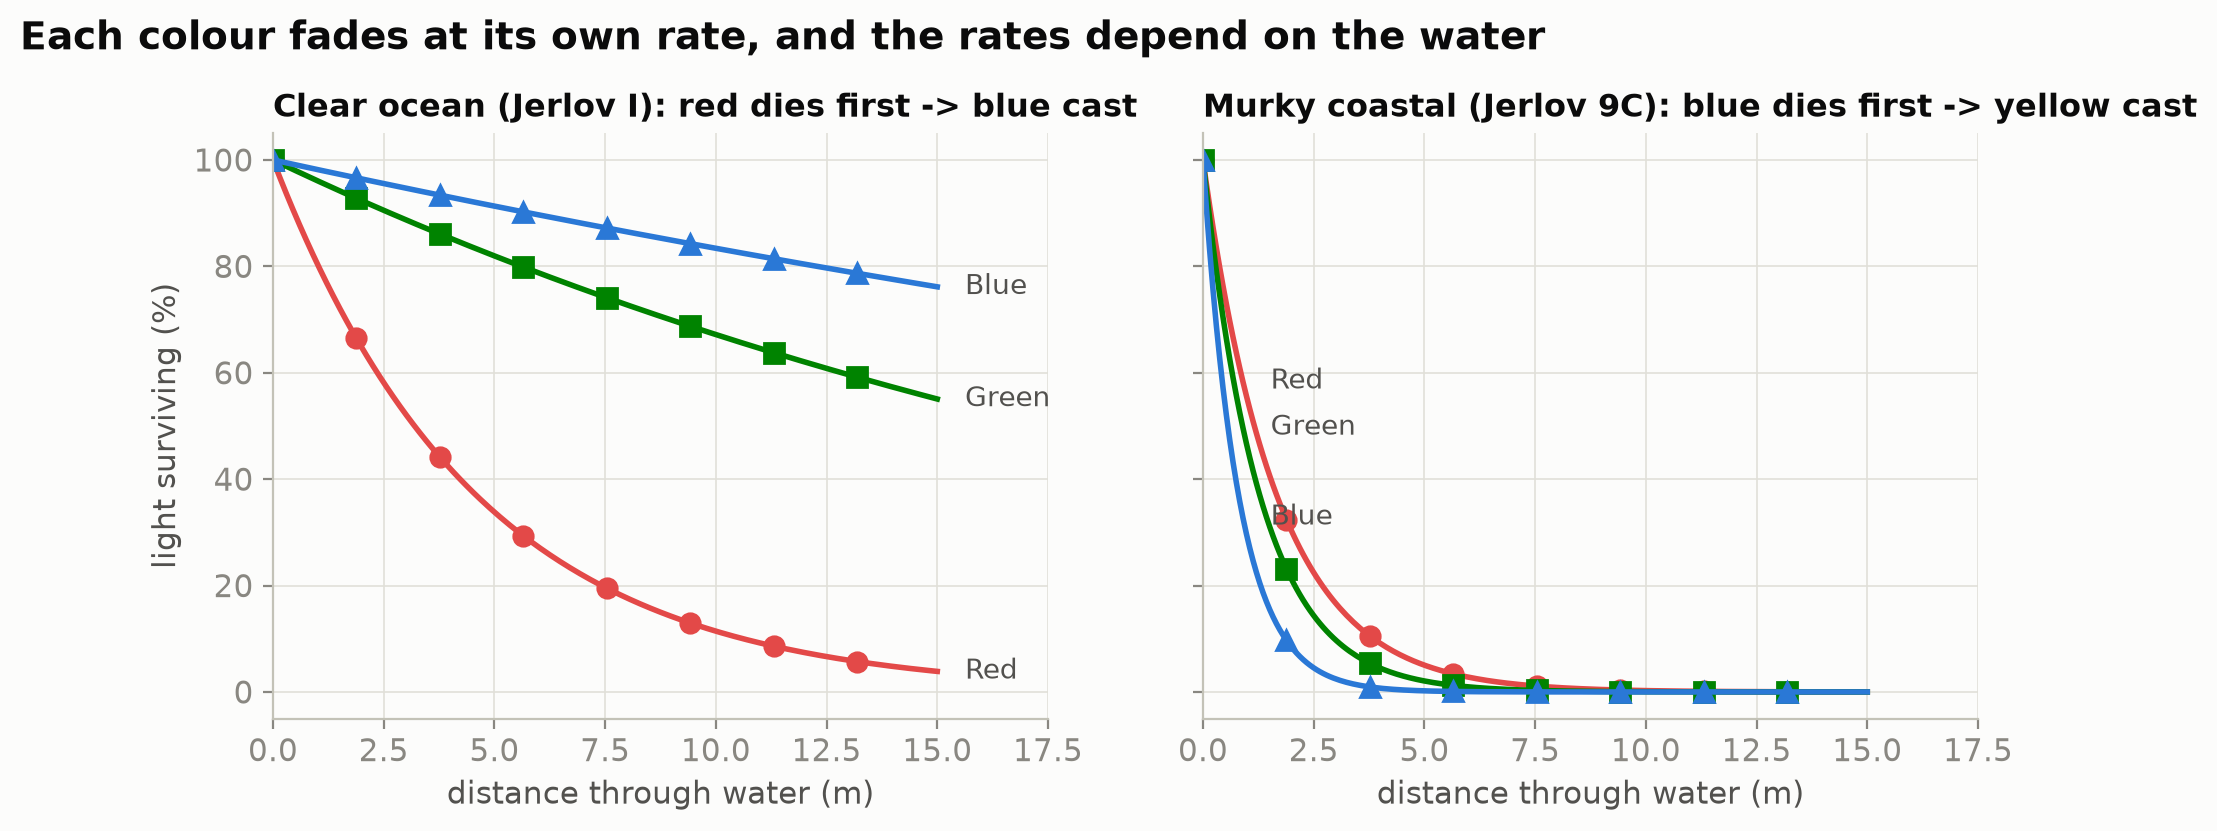 Each colour fades at its own rate, and the rates depend on the water
Clear ocean (Jerlov I): red dies first -> blue cast
100
80
60
40
20
0
light surviving (%)
Blue
Green
Red
0.0 2.5 5.0 7.5 10.0 12.5 15.0 17.5
distance through water (m)
Murky coastal (Jerlov 9C): blue dies first -> yellow cast
Red
Green
Blue
0.0 2.5 5.0 7.5 10.0 12.5 15.0 17.5
distance through water (m)